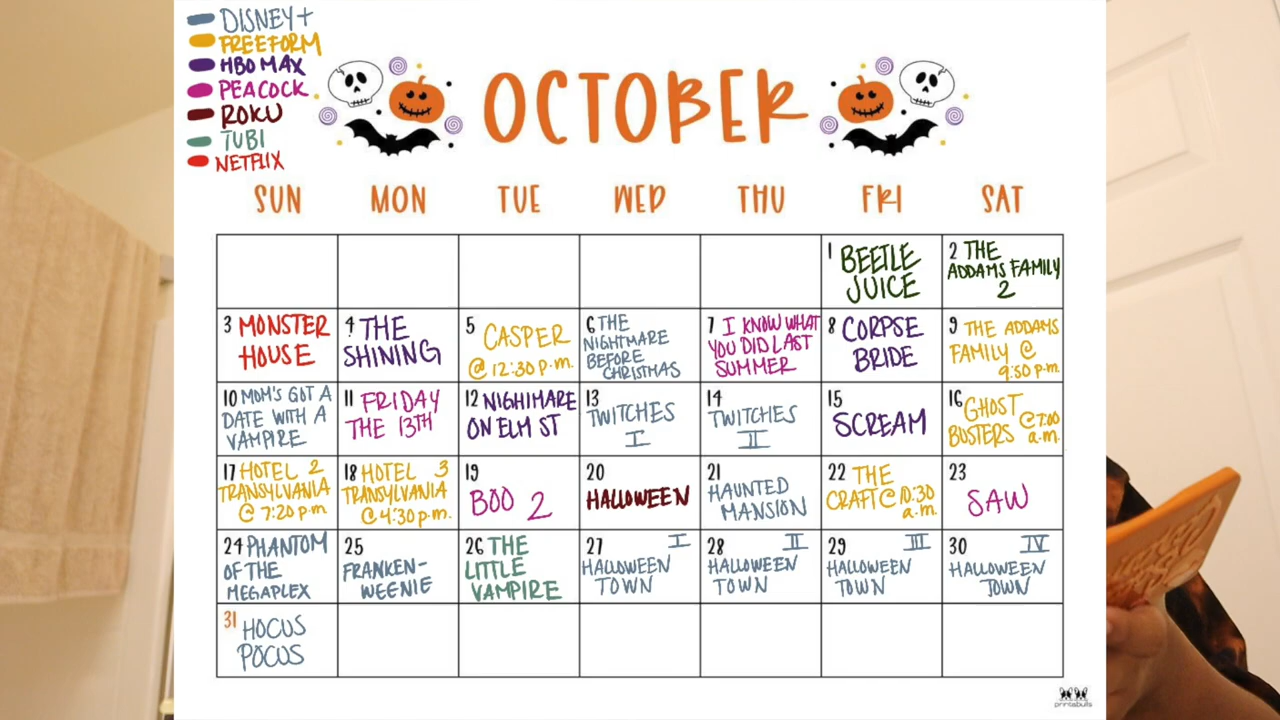 DISNEY+
FREEFORM
HBO MAX
PEACOCK
ROKU
TUBI
NETFLIX
OCTOBER
SUN MON TUE WED THU FRI SAT
1 BEETLE
JUICE
2 THE
ADDAMS FAMILY
2
3 MONSTER
HOUSE
4 THE
SHINING
5 CASPER
@ 12:30 P.M.
6 THE
NIGHTMARE
BEFORE
CHRISTMAS
7 I KNOW WHAT
YOU DID LAST
SUMMER
8 CORPSE
BRIDE
9 THE ADDAMS
FAMILY @
9:50 P.M.
10 MOM'S GOT A
DATE WITH A
VAMPIRE
11 FRIDAY
THE 13TH
12 NIGHTMARE
ON ELM ST
13
TWITCHES
I
14
TWITCHES
II
15
SCREAM
16 GHOST
BUSTERS @7:00
a.m.
17 HOTEL 2
TRANSYLVANIA
@ 7:20 P.M.
18 HOTEL 3
TRANSYLVANIA
@ 4:30 P.M.
19
BOO 2
20
HALLOWEEN
21
HAUNTED
MANSION
22 THE
CRAFT @ 10:30
a.m.
23
SAW
24 PHANTOM
OF THE
MEGAPLEX
25
FRANKEN-
WEENIE
26 THE
LITTLE
VAMPIRE
27 I
HALLOWEEN
TOWN
28 II
HALLOWEEN
TOWN
29 III
HALLOWEEN
TOWN
30 IV
HALLOWEEN
TOWN
31 HOCUS
POCUS
printabulls